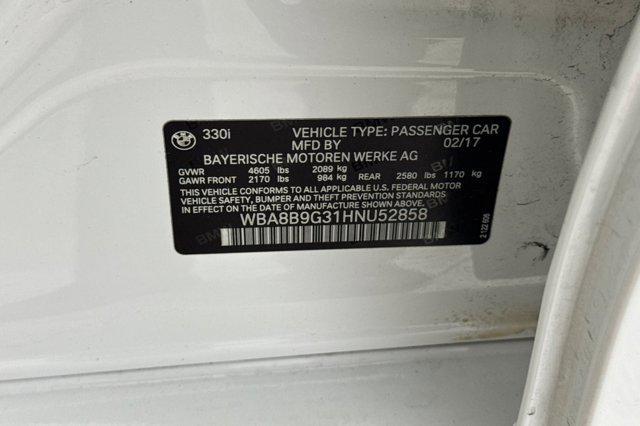 330i VEHICLE TYPE: PASSENGER CAR
MFD BY 02/17
BAYERISCHE MOTOREN WERKE AG
GVWR 4605 lbs 2089 kg
GAWR FRONT 2170 lbs 984 kg REAR 2580 lbs 1170 kg
THIS VEHICLE CONFORMS TO ALL APPLICABLE U.S. FEDERAL MOTOR
VEHICLE SAFETY, BUMPER, AND THEFT PREVENTION STANDARDS IN
EFFECT ON THE DATE OF MANUFACTURE SHOWN ABOVE.
WBA8B9G31HNU52858